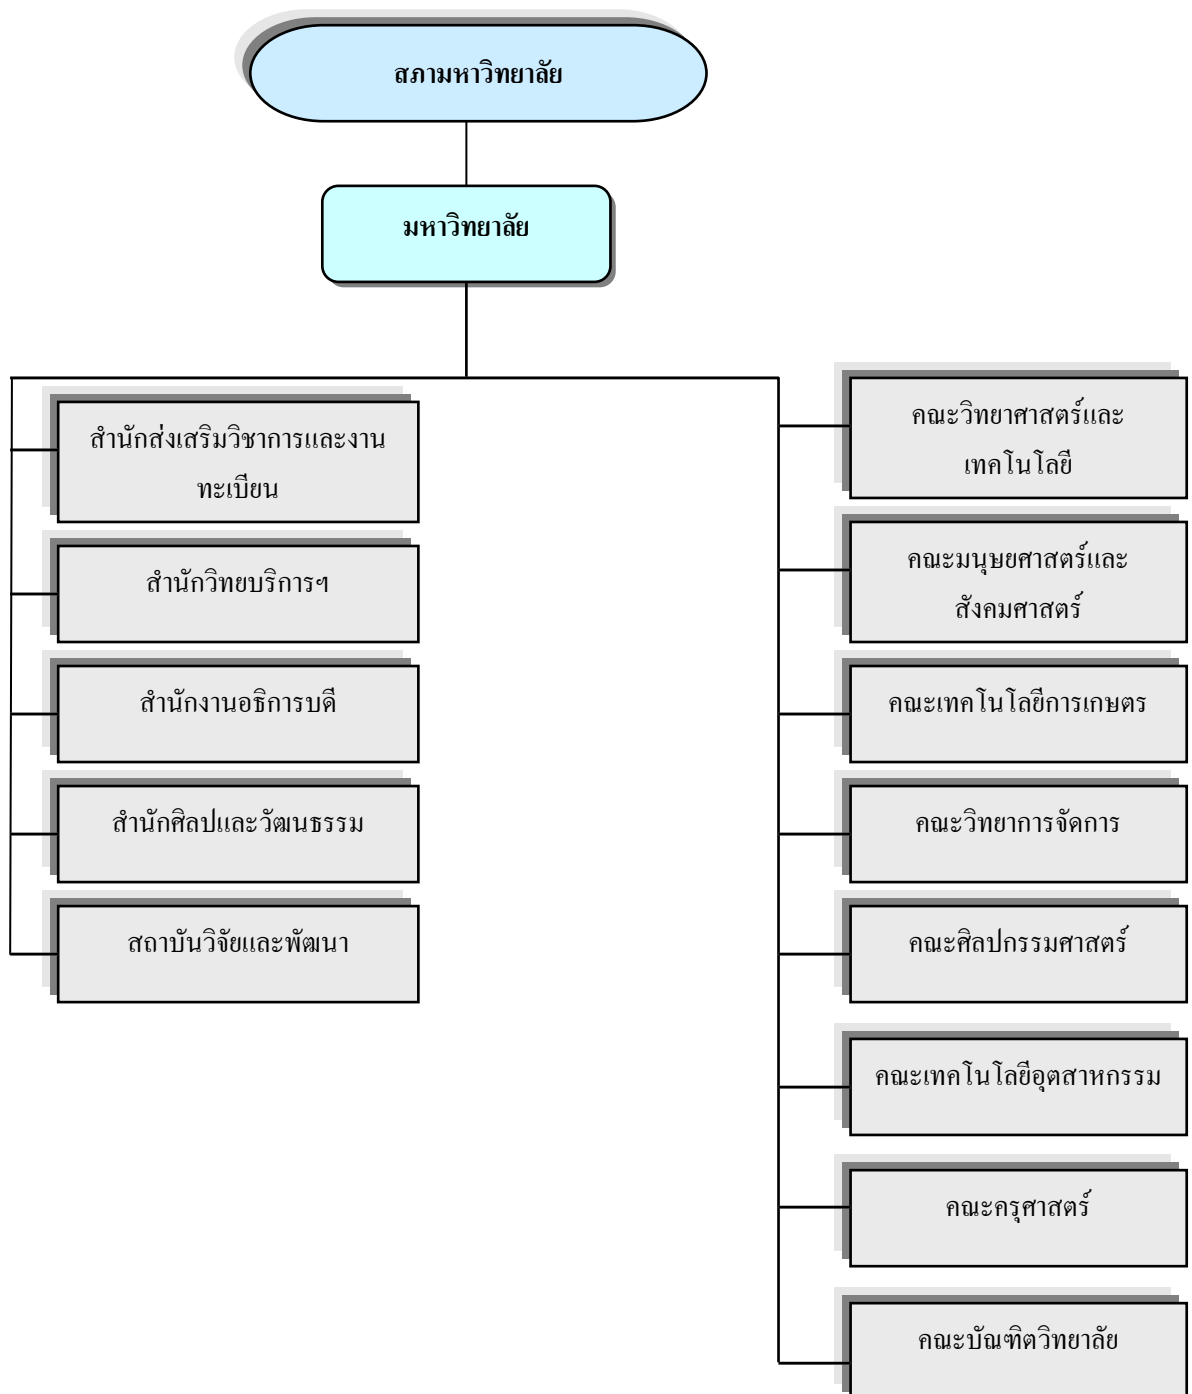 สภามหาวิทยาลัย
มหาวิทยาลัย
สำนักส่งเสริมวิชาการและงาน
ทะเบียน
สำนักวิทยบริการฯ
สำนักงานอธิการบดี
สำนักศิลปและวัฒนธรรม
สถาบันวิจัยและพัฒนา
คณะวิทยาศาสตร์และ
เทคโนโลยี
คณะมนุษยศาสตร์และ
สังคมศาสตร์
คณะเทคโนโลยีการเกษตร
คณะวิทยาการจัดการ
คณะศิลปกรรมศาสตร์
คณะเทคโนโลยีอุตสาหกรรม
คณะครุศาสตร์
คณะบัณฑิตวิทยาลัย